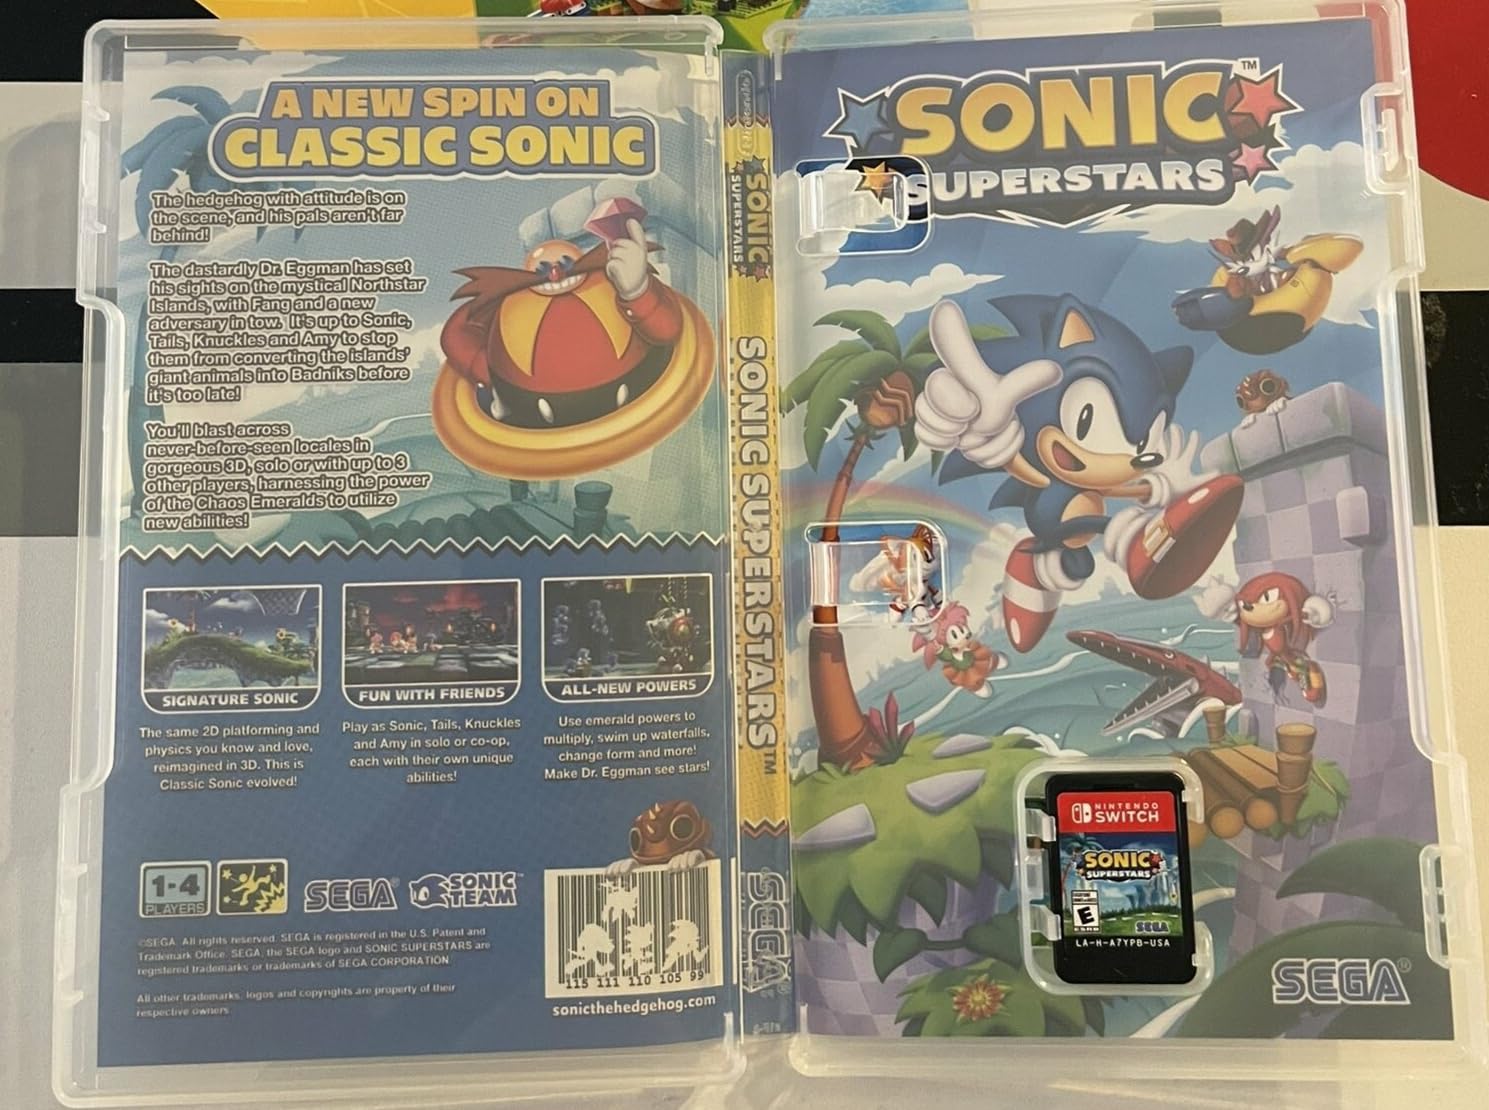 A NEW SPIN ON
CLASSIC SONIC
The hedgehog with attitude is on
the scene, and his pals aren't far
behind!
The dastardly Dr. Eggman has set
his sights on the mystical Northstar
Islands, with Fang and a new
adversary in tow. It's up to Sonic,
Tails, Knuckles and Amy to stop
them from converting the islands'
giant animals into Badniks before
it's too late!
You'll blast across
never-before-seen locales in
gorgeous 3D, solo or with up to 3
other players, harnessing the power
of the Chaos Emeralds to utilize
new abilities!
SIGNATURE SONIC
The same 2D platforming and
physics you know and love,
reimagined in 3D. This is
Classic Sonic evolved!
FUN WITH FRIENDS
Play as Sonic, Tails, Knuckles
and Amy in solo or co-op,
each with their own unique
abilities!
ALL-NEW POWERS
Use emerald powers to
multiply, swim up waterfalls,
change form and more!
Make Dr. Eggman see stars!
1-4
PLAYERS
SEGA®
SONIC
TEAM™
©SEGA. All rights reserved. SEGA is registered in the U.S. Patent and
Trademark Office. SEGA, the SEGA logo and SONIC SUPERSTARS are
registered trademarks or trademarks of SEGA CORPORATION.
All other trademarks, logos and copyrights are property of their
respective owners.
115 111 110 105 99
sonicthehedgehog.com
SONIC
SUPERSTARS
SONIC SUPERSTARS™
SEGA
SONIC™
SUPERSTARS
NINTENDO
SWITCH
SONIC
SUPERSTARS
E
ESRB
SEGA
LA-H-A7YPB-USA
SEGA®